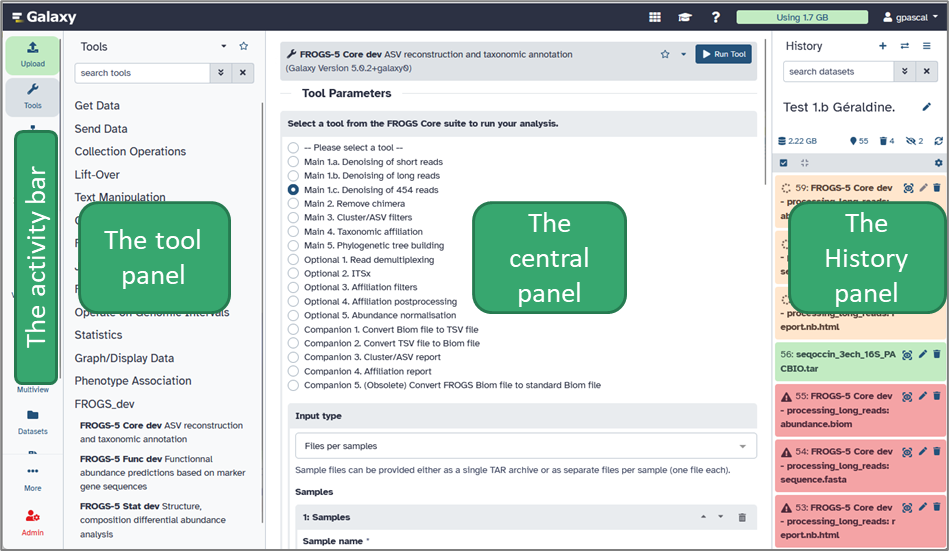 Galaxy
Using 1.7 GB
gpascal
Upload
Tools
The activity bar
Multiview
Datasets
More
Admin
Tools
search tools
Get Data
Send Data
Collection Operations
Lift-Over
Text Manipulation
The tool
panel
Operate on Genomic Intervals
Statistics
Graph/Display Data
Phenotype Association
FROGS_dev
FROGS-5 Core dev ASV reconstruction
and taxonomic annotation
FROGS-5 Func dev Functionnal
abundance predictions based on marker
gene sequences
FROGS-5 Stat dev Structure,
composition differential abundance
analysis
FROGS-5 Core dev ASV reconstruction and taxonomic annotation
(Galaxy Version 5.0.2+galaxy0)
Run Tool
Tool Parameters
Select a tool from the FROGS Core suite to run your analysis.
-- Please select a tool --
Main 1.a. Denoising of short reads
Main 1.b. Denoising of long reads
Main 1.c. Denoising of 454 reads
Main 2. Remove chimera
Main 3. Cluster/ASV filters
Main 4. Taxonomic affiliation
Main 5. Phylogenetic tree building
Optional 1. Read demultiplexing
Optional 2. ITSx
Optional 3. Affiliation filters
Optional 4. Affiliation postprocessing
Optional 5. Abundance normalisation
Companion 1. Convert Biom file to TSV file
Companion 2. Convert TSV file to Biom file
Companion 3. Cluster/ASV report
Companion 4. Affiliation report
Companion 5. (Obsolete) Convert FROGS Biom file to standard Biom file
The
central
panel
Input type
Files per samples
Sample files can be provided either as a single TAR archive or as separate files per sample (one file each).
Samples
1: Samples
Sample name *
History
search datasets
Test 1.b Géraldine.
2.22 GB
55
4
2
59: FROGS-5 Core dev
- processing_long_reads:
The
History
panel
eport.nb.html
56: seqoccin_3ech_16S_PA
CBIO.tar
55: FROGS-5 Core dev
- processing_long_reads:
abundance.biom
54: FROGS-5 Core dev
- processing_long_reads:
sequence.fasta
53: FROGS-5 Core dev
- processing_long_reads: r
eport.nb.html